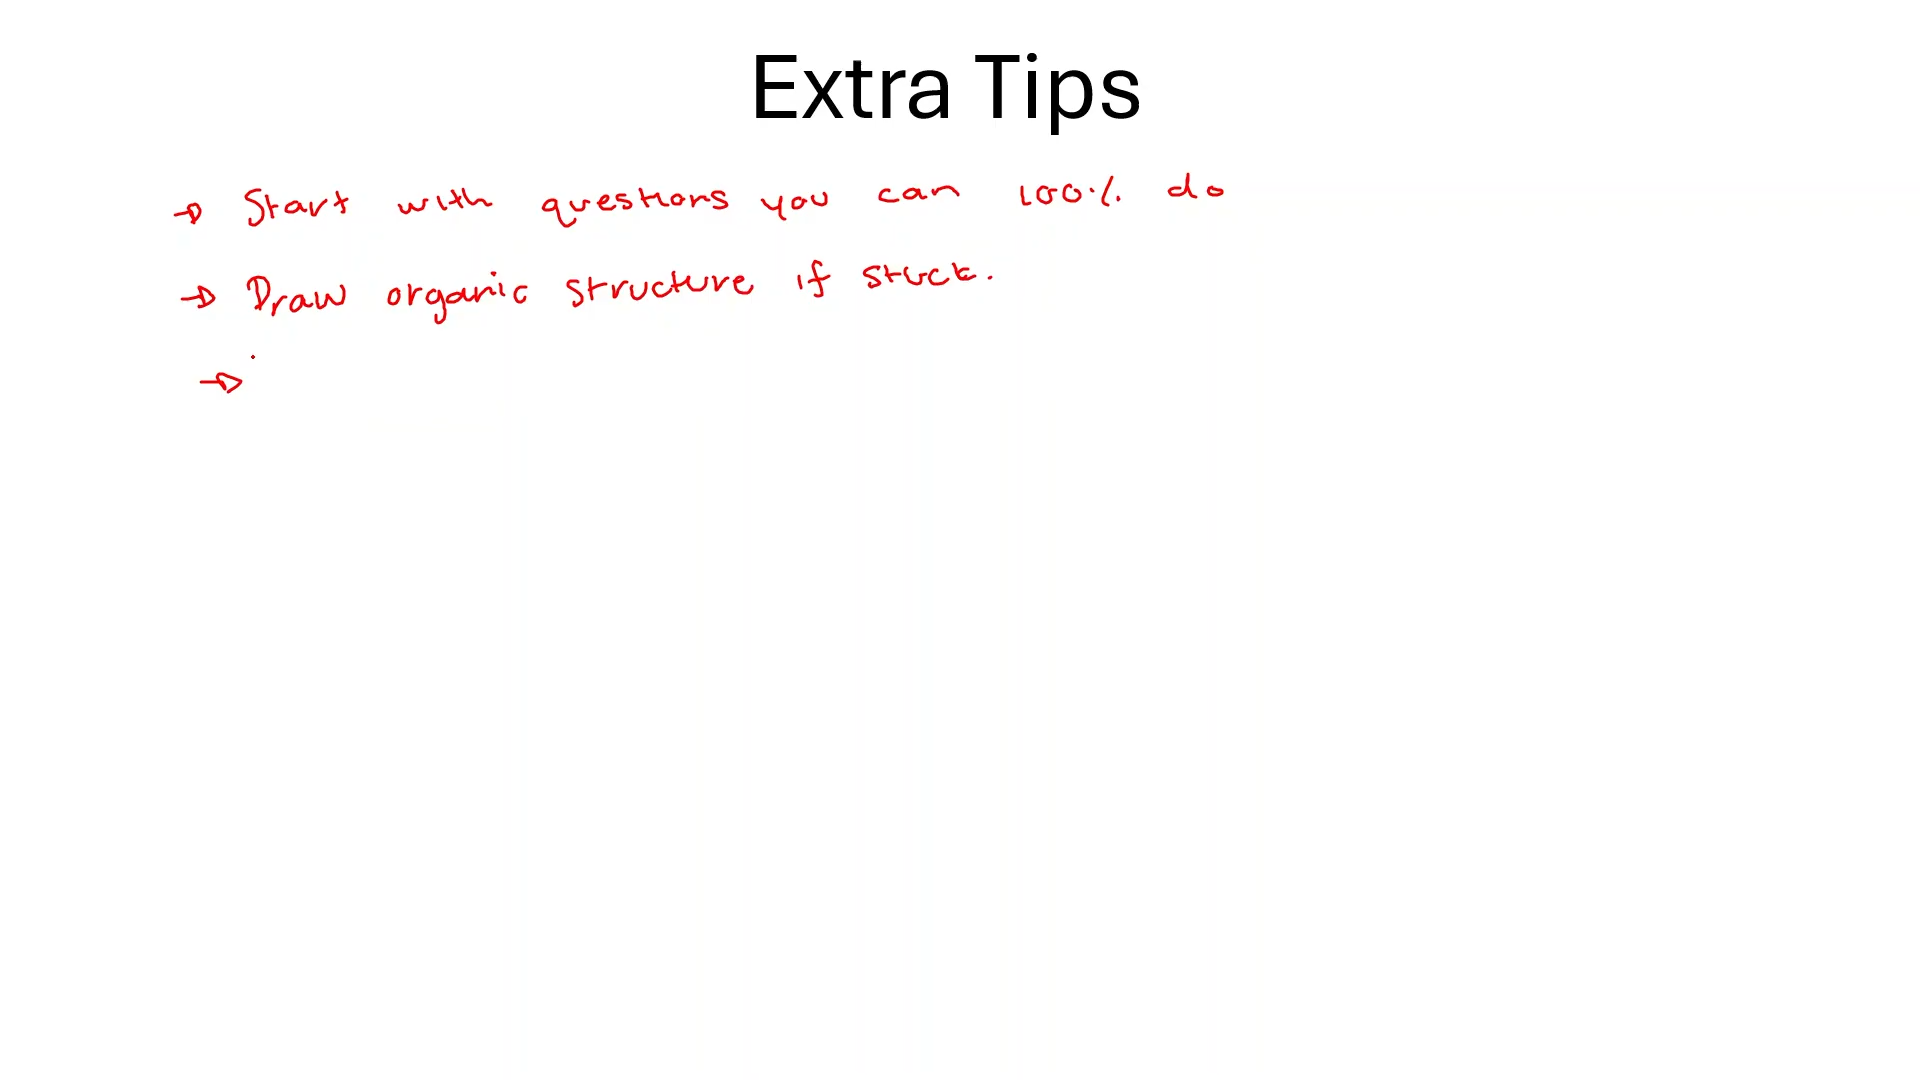 Extra Tips
→ Start with questions you can 100% do
→ Draw organic structure if stuck.
→